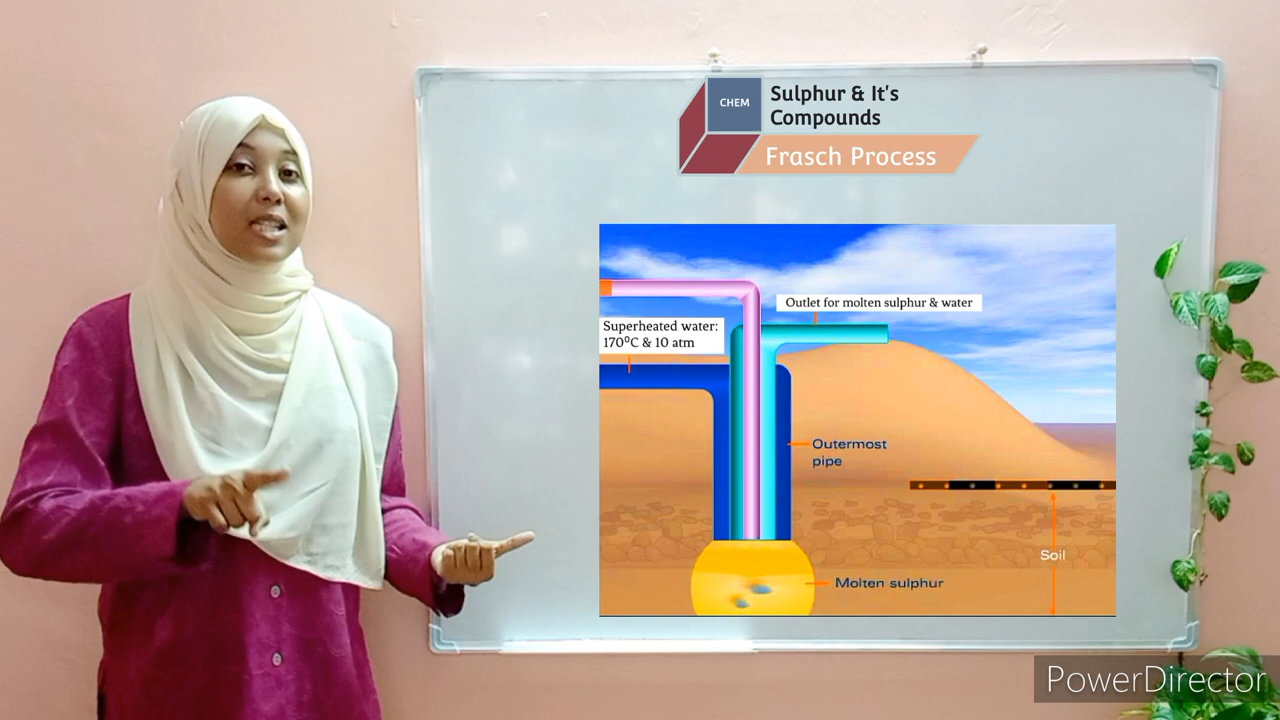 CHEM
Sulphur & It's
Compounds
Frasch Process
Outlet for molten sulphur & water
Superheated water:
170⁰C & 10 atm
Outermost
pipe
Soil
Molten sulphur
PowerDirector